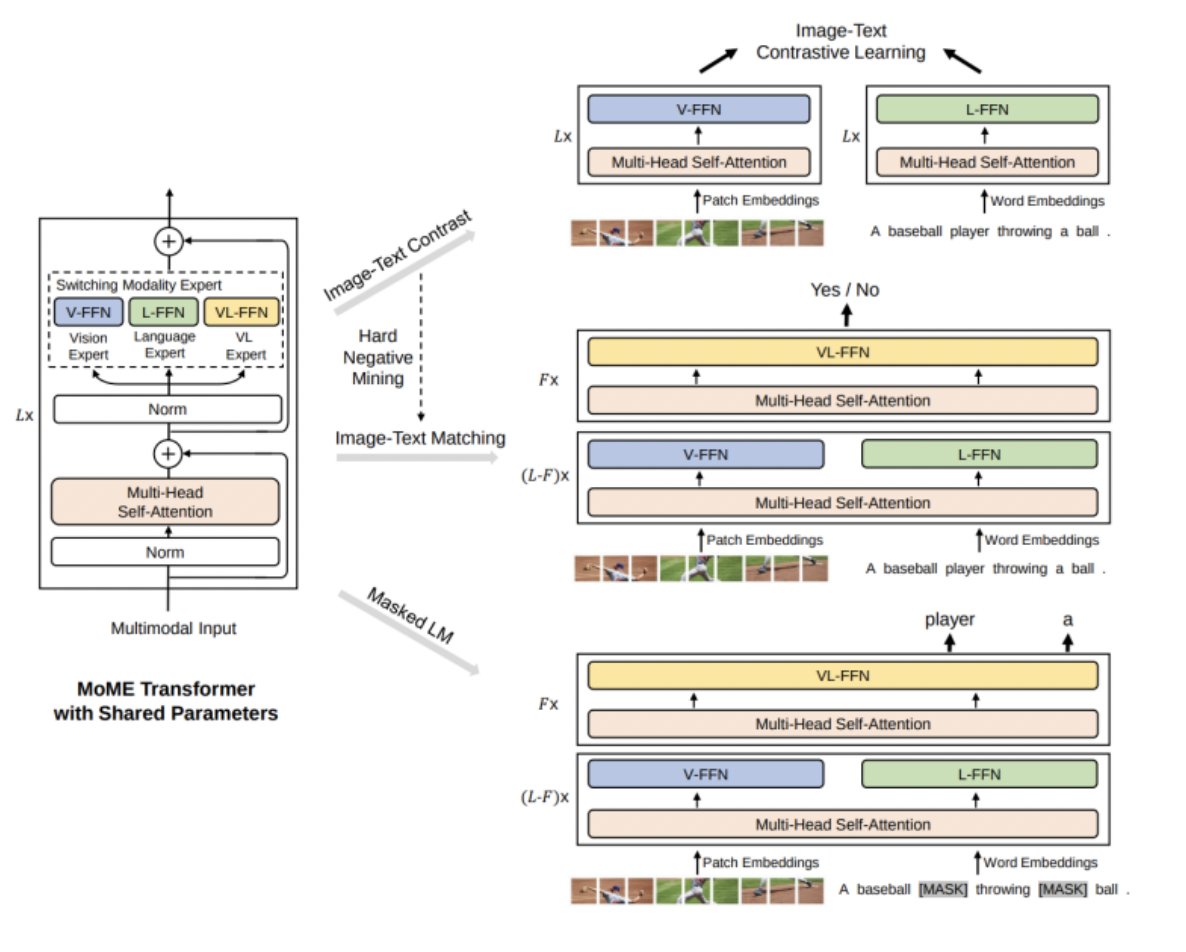 Switching Modality Expert
V-FFN
L-FFN
VL-FFN
Vision
Expert
Language
Expert
VL
Expert
Norm
Lx
Multi-Head
Self-Attention
Norm
Multimodal Input
MoME Transformer
with Shared Parameters
Image-Text Contrast
Hard
Negative
Mining
Image-Text Matching
Masked LM
Image-Text
Contrastive Learning
V-FFN
Lx
Multi-Head Self-Attention
Patch Embeddings
L-FFN
Lx
Multi-Head Self-Attention
Word Embeddings
A baseball player throwing a ball .
Yes / No
VL-FFN
Fx
Multi-Head Self-Attention
V-FFN
L-FFN
(L-F)x
Multi-Head Self-Attention
Patch Embeddings
Word Embeddings
A baseball player throwing a ball .
player
a
VL-FFN
Fx
Multi-Head Self-Attention
V-FFN
L-FFN
(L-F)x
Multi-Head Self-Attention
Patch Embeddings
Word Embeddings
A baseball [MASK] throwing [MASK] ball .